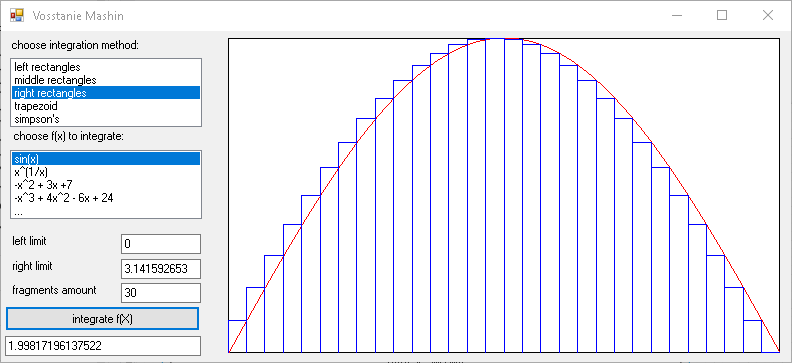 Vosstanie Mashin
choose integration method:
left rectangles
middle rectangles
right rectangles
trapezoid
simpson's
choose f(x) to integrate:
sin(x)
x^(1/x)
-x^2 + 3x +7
-x^3 + 4x^2 - 6x + 24
...
left limit 0
right limit 3.141592653
fragments amount 30
integrate f(X)
1.99817196137522